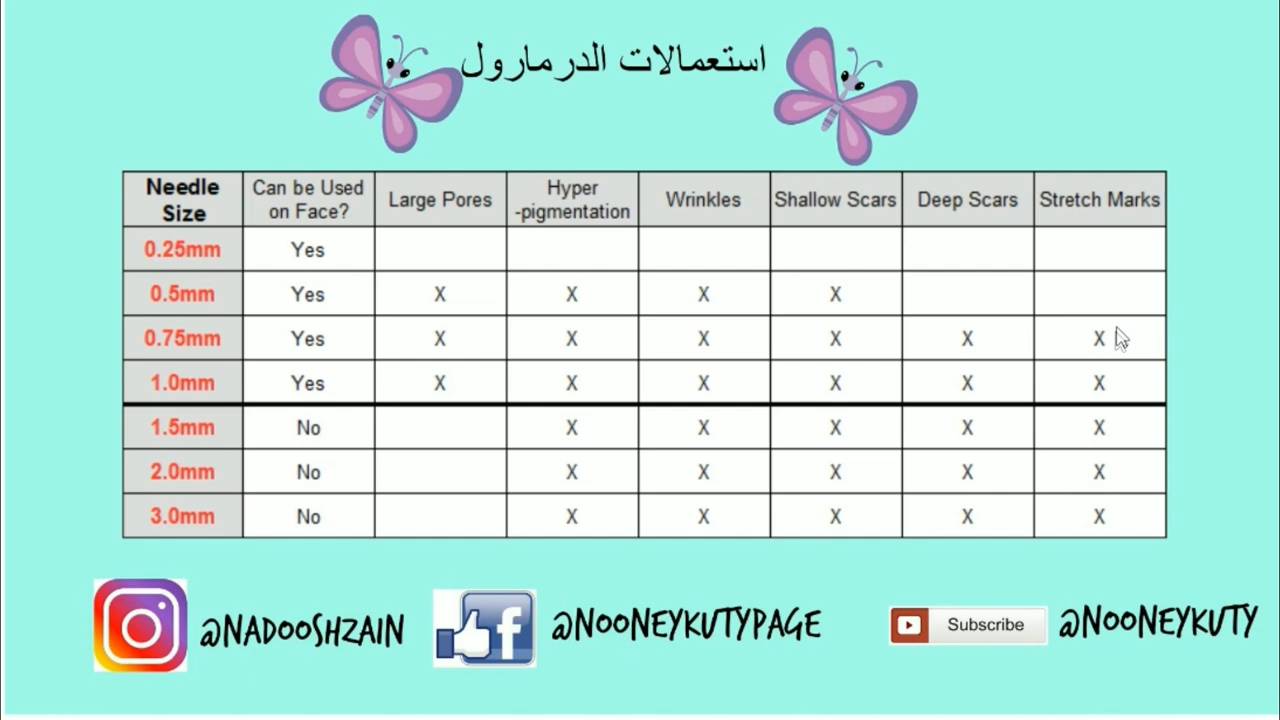 استعمالات الدرمارول
Needle Size | Can be Used on Face? | Large Pores | Hyper -pigmentation | Wrinkles | Shallow Scars | Deep Scars | Stretch Marks
0.25mm | Yes | | | | | |
0.5mm | Yes | X | X | X | X | |
0.75mm | Yes | X | X | X | X | X | X
1.0mm | Yes | X | X | X | X | X | X
1.5mm | No | | X | X | X | X | X
2.0mm | No | | X | X | X | X | X
3.0mm | No | | X | X | X | X | X
@NADOOSHZAIN f @NOONEYKUTYPAGE Subscribe @NOONEYKUTY